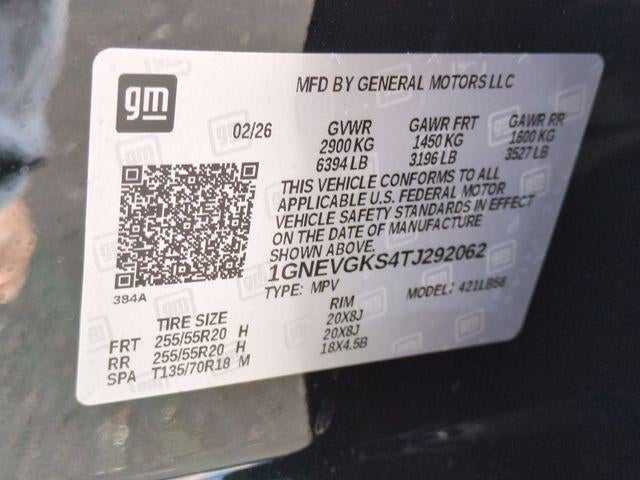 gm
MFD BY GENERAL MOTORS LLC
02/26 GVWR GAWR FRT GAWR RR
2900 KG 1450 KG 1600 KG
6394 LB 3196 LB 3527 LB
THIS VEHICLE CONFORMS TO ALL
APPLICABLE U.S. FEDERAL MOTOR
VEHICLE SAFETY STANDARDS IN EFFECT
ON THE DATE OF MANUFACTURE
SHOWN ABOVE.
1GNEVGKS4TJ292062
384A TYPE: MPV MODEL: 421LB56
TIRE SIZE RIM
FRT 255/55R20 H 20X8J
RR 255/55R20 H 20X8J
SPA T135/70R18 M 18X4.5B